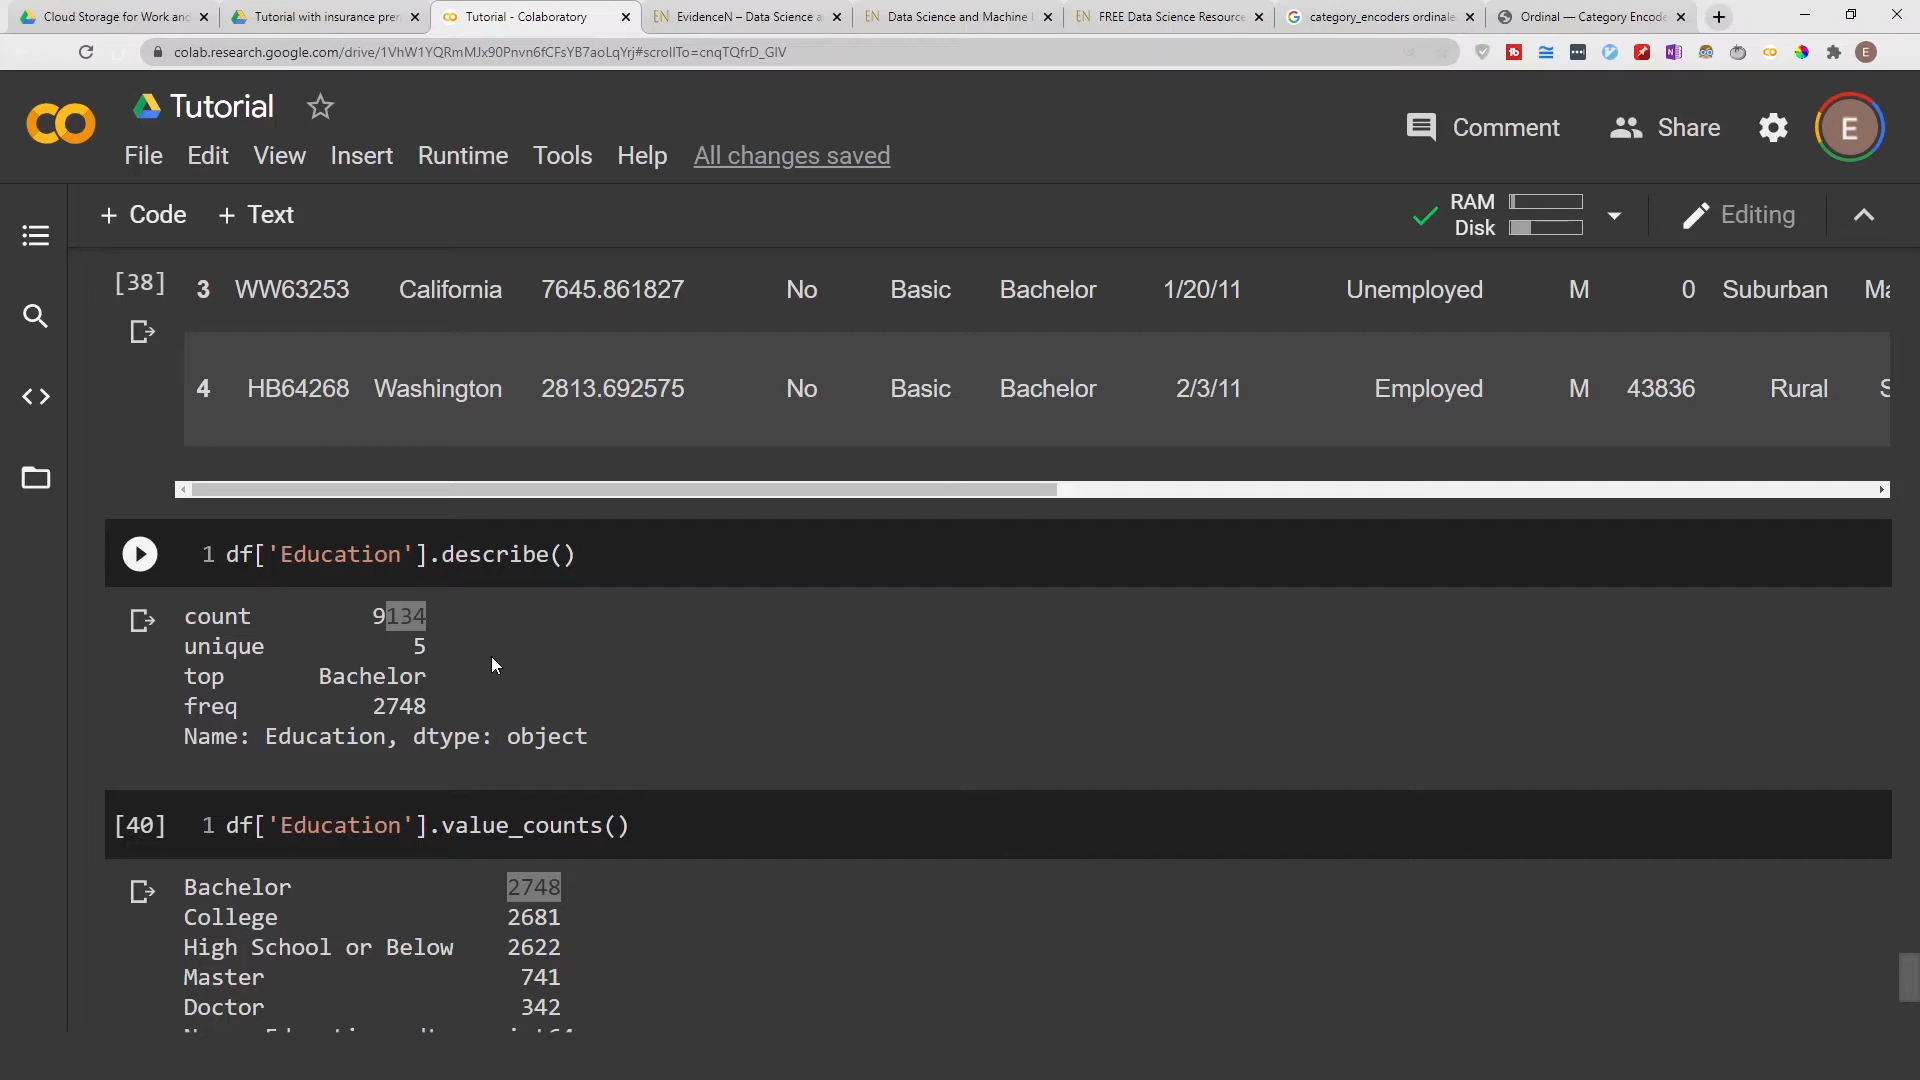 Cloud Storage for Work and
Tutorial with insurance prer
Tutorial - Colaboratory
EN EvidenceN – Data Science a
EN Data Science and Machine
EN FREE Data Science Resource
category_encoders ordinale
Ordinal — Category Encode
colab.research.google.com/drive/1VhW1YQRmMJx90Pnvn6fCFsYB7aoLqYrj#scrollTo=cnqTQfrD_GIV
Tutorial
Comment
Share
E
File Edit View Insert Runtime Tools Help All changes saved
+ Code + Text
RAM
Disk
Editing
[38] 3 WW63253 California 7645.861827 No Basic Bachelor 1/20/11 Unemployed M 0 Suburban Ma
4 HB64268 Washington 2813.692575 No Basic Bachelor 2/3/11 Employed M 43836 Rural S
1 df['Education'].describe()
count 9134
unique 5
top Bachelor
freq 2748
Name: Education, dtype: object
[40] 1 df['Education'].value_counts()
Bachelor 2748
College 2681
High School or Below 2622
Master 741
Doctor 342